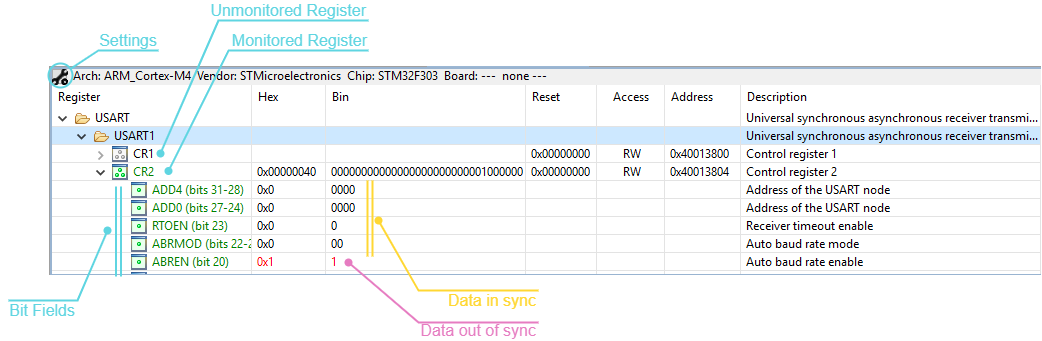 Unmonitored Register
Settings
Monitored Register
Arch: ARM_Cortex-M4 Vendor: STMicroelectronics Chip: STM32F303 Board: --- none ---
Register Hex Bin Reset Access Address Description
USART Universal synchronous asynchronous receiver transmi...
USART1 Universal synchronous asynchronous receiver transmi...
CR1 0x00000000 RW 0x40013800 Control register 1
CR2 0x00000040 00000000000000000000000001000000 0x00000000 RW 0x40013804 Control register 2
ADD4 (bits 31-28) 0x0 0000 Address of the USART node
ADD0 (bits 27-24) 0x0 0000 Address of the USART node
RTOEN (bit 23) 0x0 0 Receiver timeout enable
ABRMOD (bits 22-2 0x0 00 Auto baud rate mode
ABREN (bit 20) 0x1 1 Auto baud rate enable
Data in sync
Bit Fields
Data out of sync